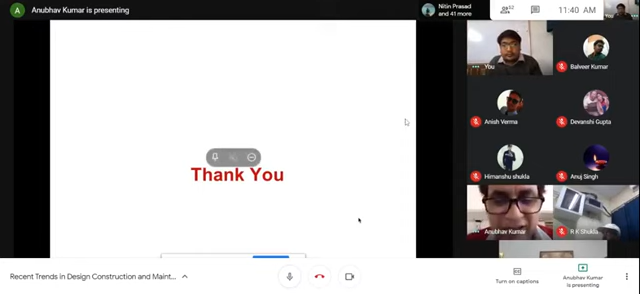 A
Anubhav Kumar is presenting
Nitin Prasad
and 41 more
52
11:40 AM
You
You
Balveer Kumar
Anish Verma
Devanshi Gupta
Thank You
Himanshu shukla
Anuj Singh
Anubhav Kumar
R K Shukla
Recent Trends in Design Construction and Maint...
Turn on captions
Anubhav Kumar
is presenting